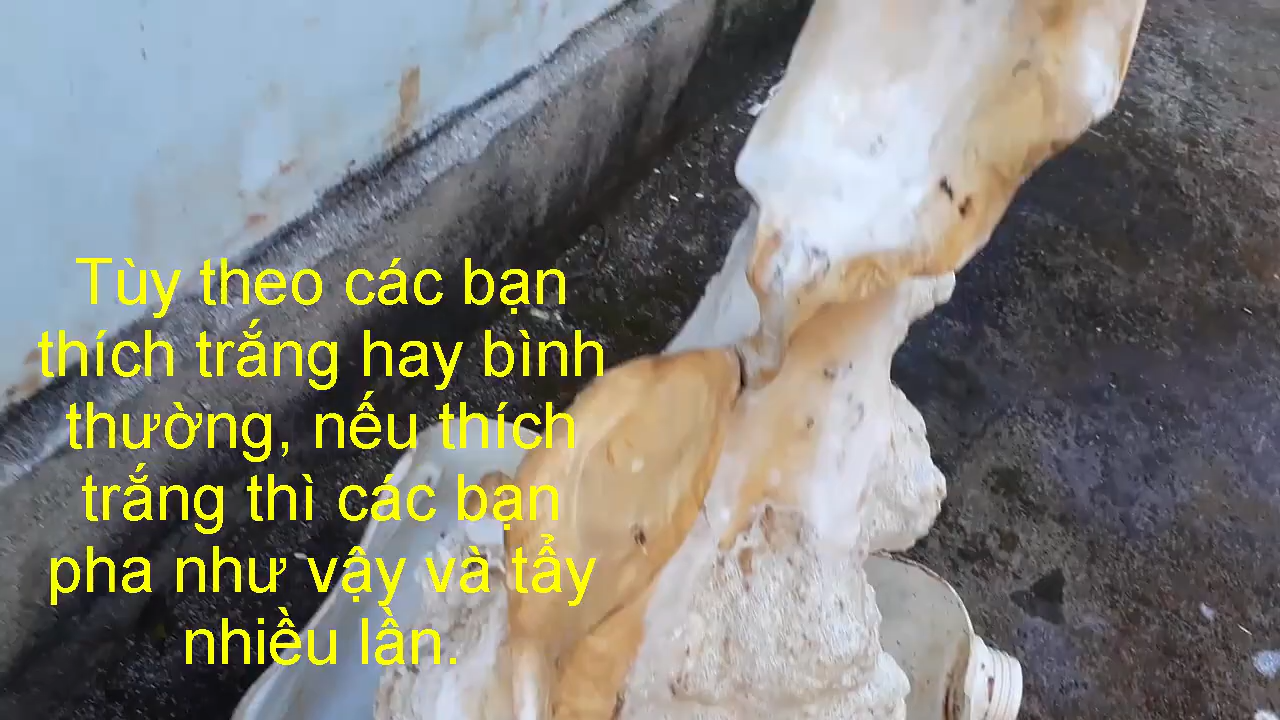 Tùy theo các bạn
thích trắng hay bình
thường, nếu thích
trắng thì các bạn
pha như vậy và tẩy
nhiều lần.